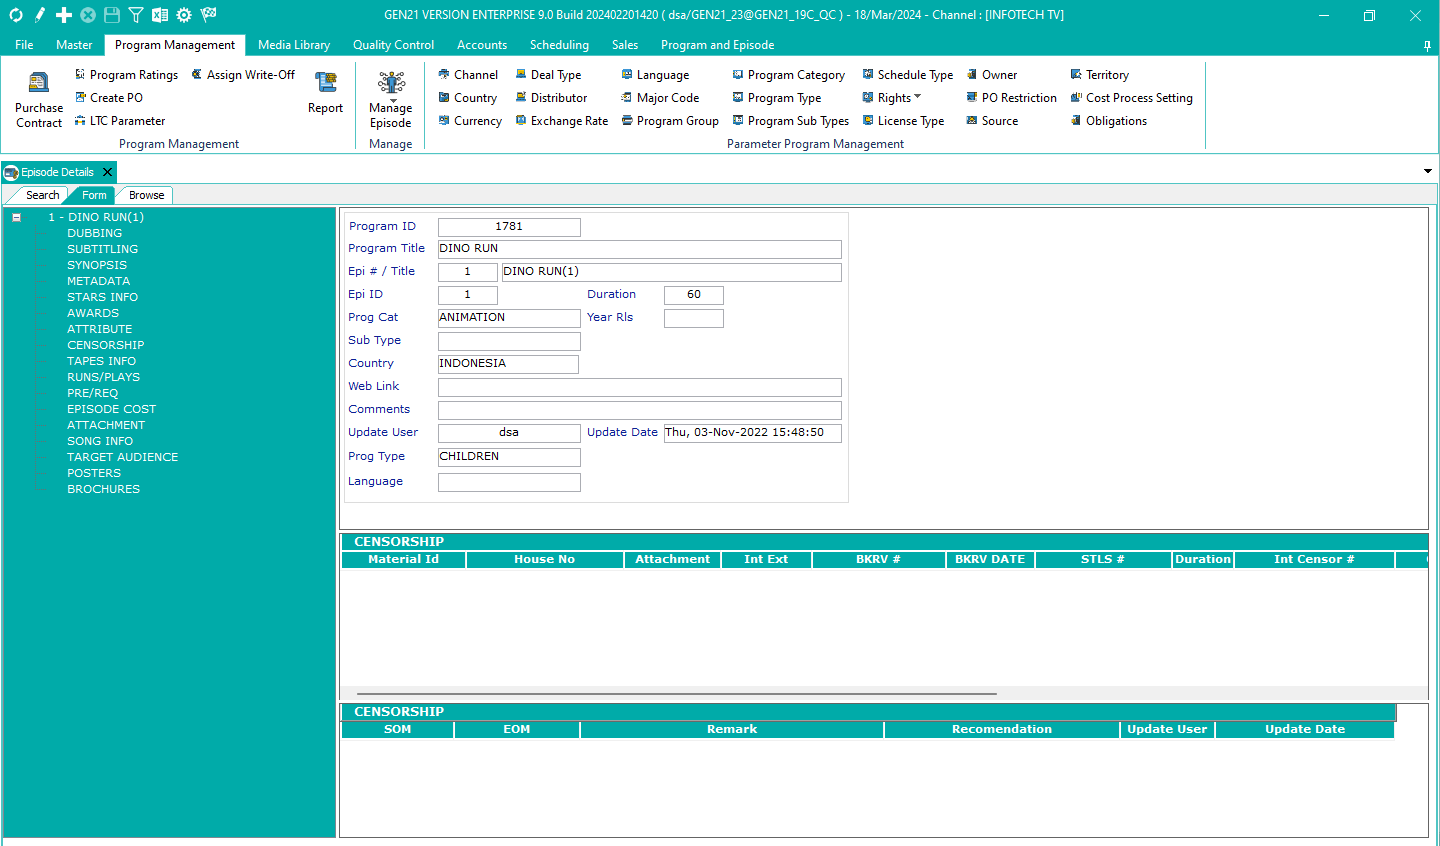 GEN21 VERSION ENTERPRISE 9.0 Build 202402201420 ( dsa/GEN21_23@GEN21_19C_QC ) - 18/Mar/2024 - Channel : [INFOTECH TV]
File Master Program Management Media Library Quality Control Accounts Scheduling Sales Program and Episode
Program Ratings Assign Write-Off Channel Deal Type Language Program Category Schedule Type Owner Territory
Purchase Contract Create PO Report Manage Episode Country Distributor Major Code Program Type Rights PO Restriction Cost Process Setting
LTC Parameter Currency Exchange Rate Program Group Program Sub Types License Type Source Obligations
Program Management Manage Parameter Program Management
Episode Details
Search Form Browse
1 - DINO RUN(1)
DUBBING
SUBTITLING
SYNOPSIS
METADATA
STARS INFO
AWARDS
ATTRIBUTE
CENSORSHIP
TAPES INFO
RUNS/PLAYS
PRE/REQ
EPISODE COST
ATTACHMENT
SONG INFO
TARGET AUDIENCE
POSTERS
BROCHURES
Program ID 1781
Program Title DINO RUN
Epi # / Title 1 DINO RUN(1)
Epi ID 1 Duration 60
Prog Cat ANIMATION Year Rls
Sub Type
Country INDONESIA
Web Link
Comments
Update User dsa Update Date Thu, 03-Nov-2022 15:48:50
Prog Type CHILDREN
Language
CENSORSHIP
Material Id House No Attachment Int Ext BKRV # BKRV DATE STLS # Duration Int Censor #
CENSORSHIP
SOM EOM Remark Recomendation Update User Update Date